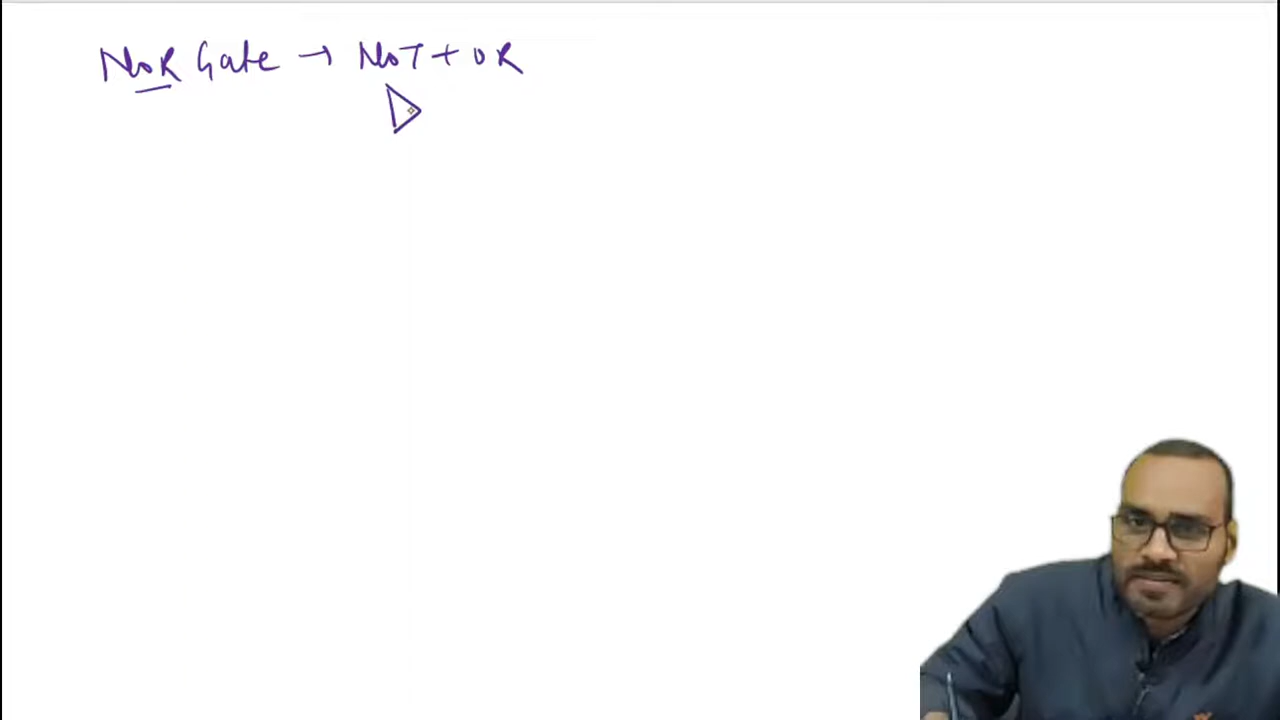 NOR Gate → NOT + OR